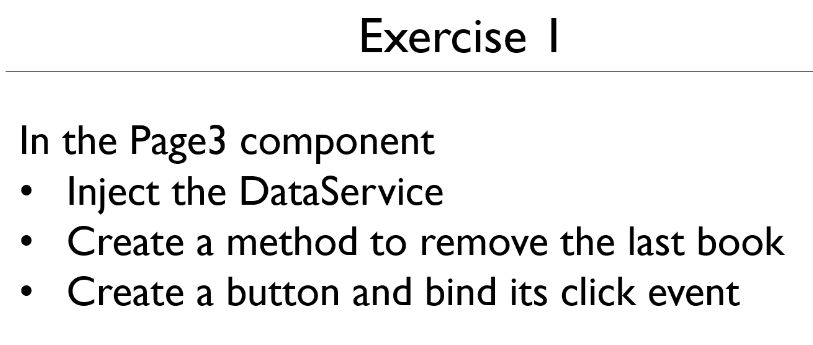 Exercise 1
In the Page3 component
• Inject the DataService
• Create a method to remove the last book
• Create a button and bind its click event